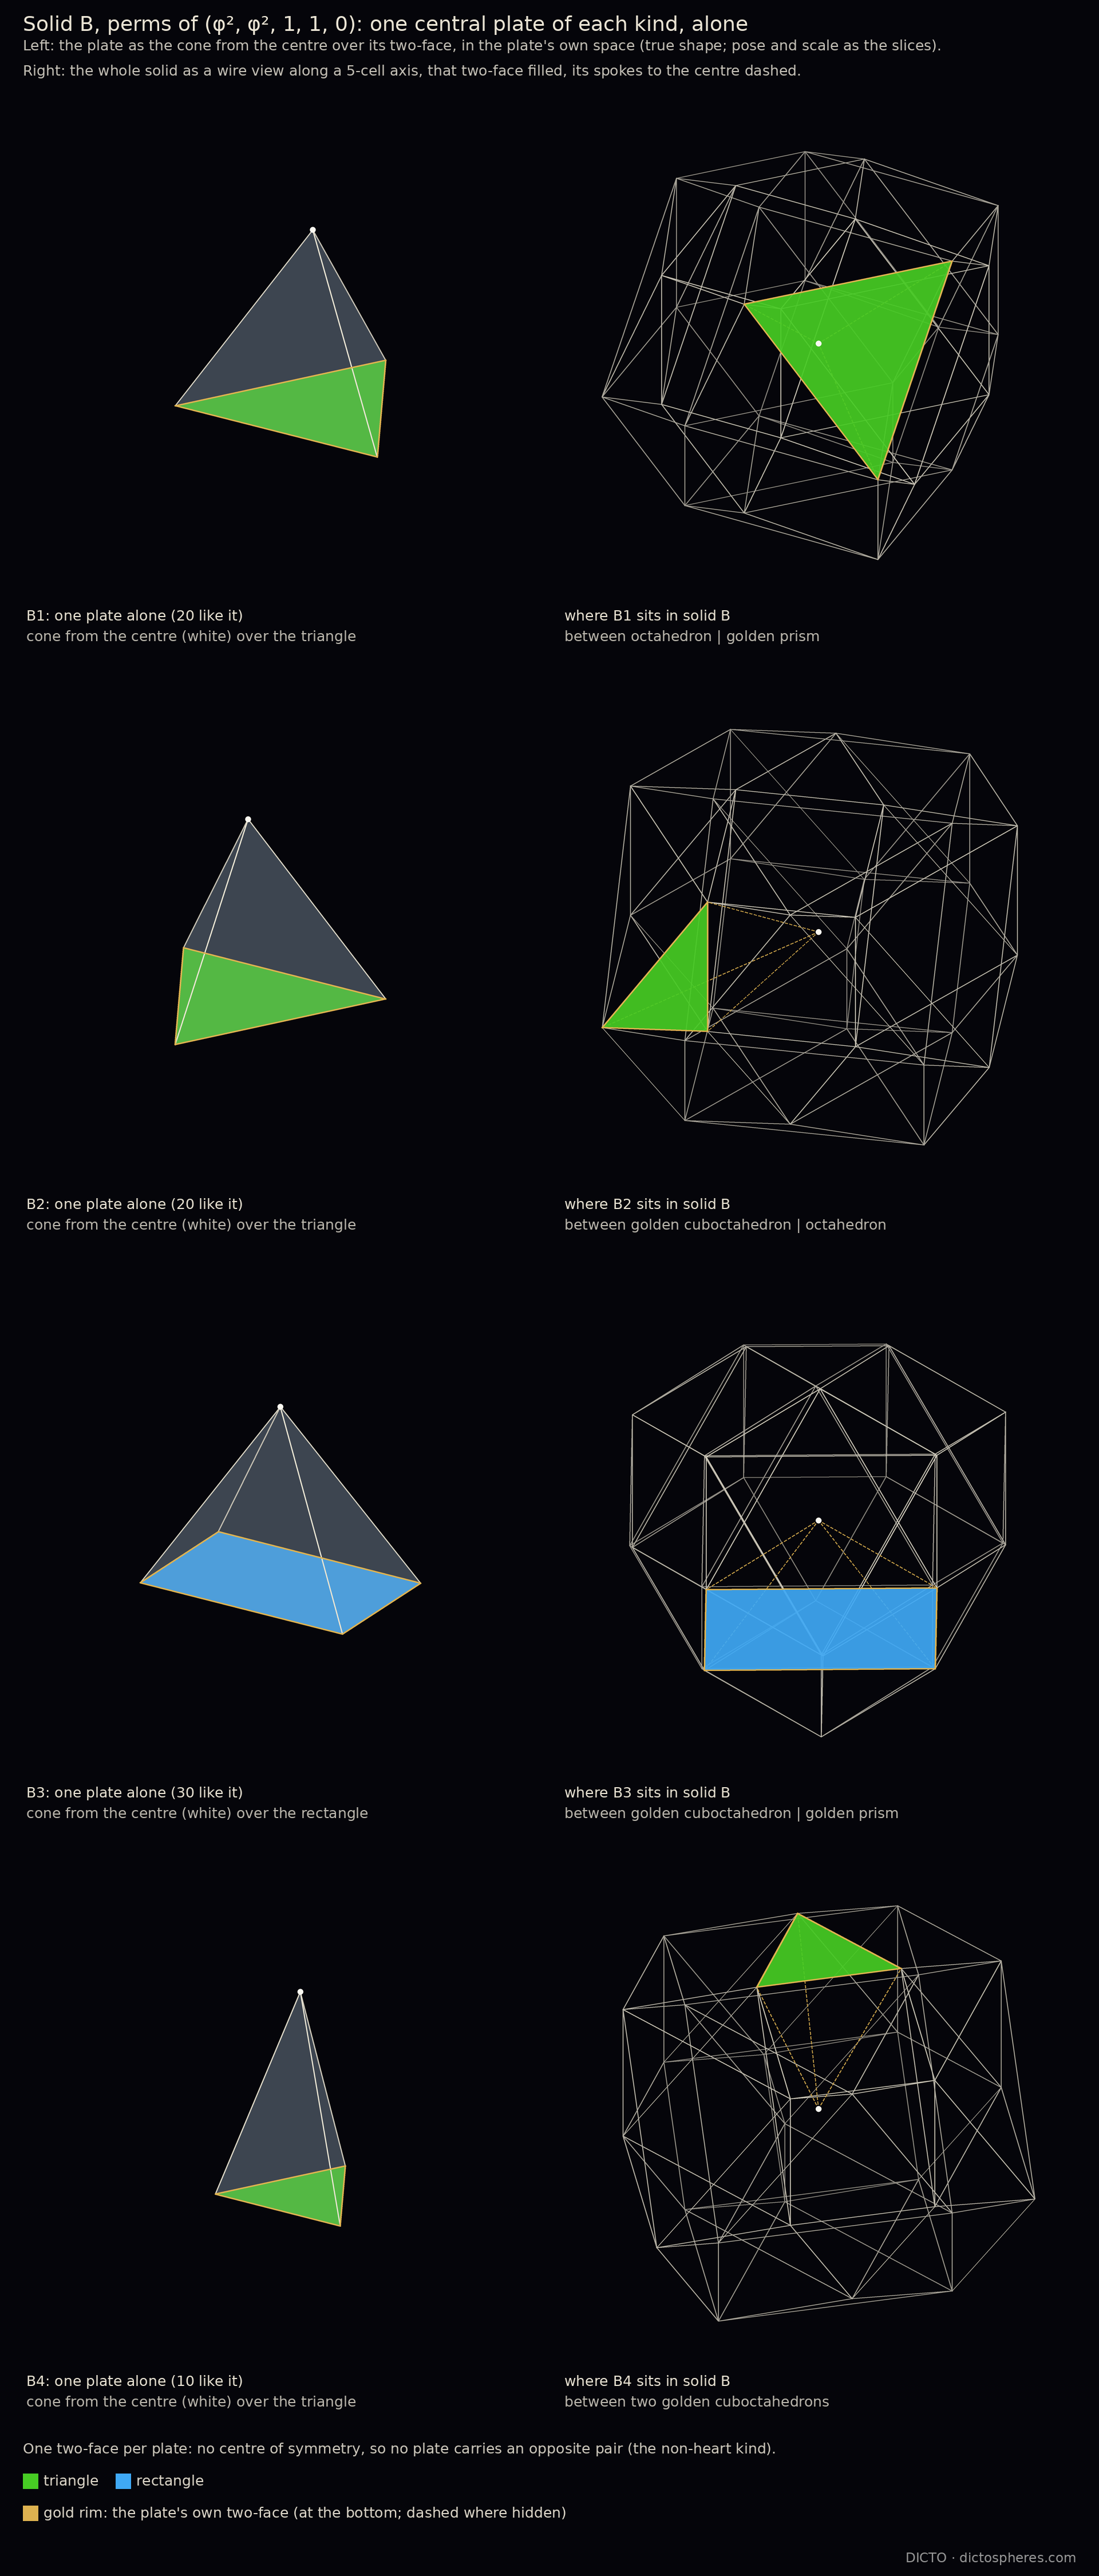 Solid B, perms of (φ², φ², 1, 1, 0): one central plate of each kind, alone
Left: the plate as the cone from the centre over its two-face, in the plate's own space (true shape; pose and scale as the slices).
Right: the whole solid as a wire view along a 5-cell axis, that two-face filled, its spokes to the centre dashed.
B1: one plate alone (20 like it)
cone from the centre (white) over the triangle
where B1 sits in solid B
between octahedron | golden prism
B2: one plate alone (20 like it)
cone from the centre (white) over the triangle
where B2 sits in solid B
between golden cuboctahedron | octahedron
B3: one plate alone (30 like it)
cone from the centre (white) over the rectangle
where B3 sits in solid B
between golden cuboctahedron | golden prism
B4: one plate alone (10 like it)
cone from the centre (white) over the triangle
where B4 sits in solid B
between two golden cuboctahedrons
One two-face per plate: no centre of symmetry, so no plate carries an opposite pair (the non-heart kind).
triangle rectangle
gold rim: the plate's own two-face (at the bottom; dashed where hidden)
DICTO · dictospheres.com